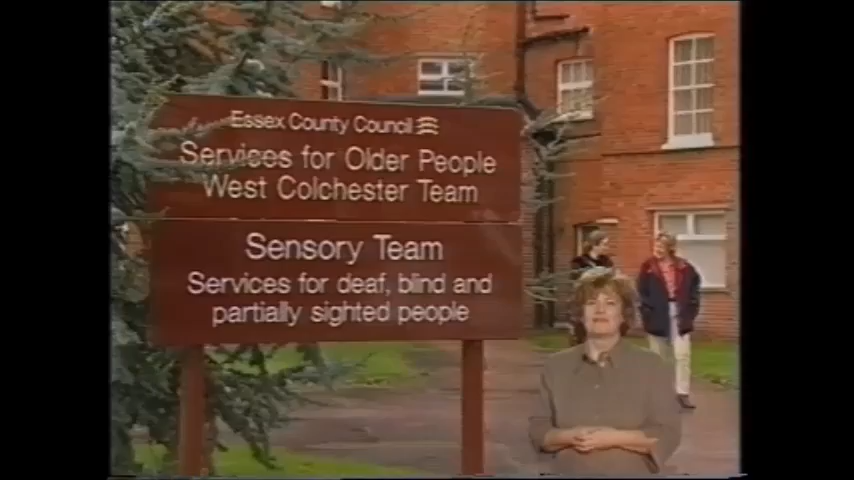 Essex County Council
Services for Older People
West Colchester Team
Sensory Team
Services for deaf, blind and
partially sighted people